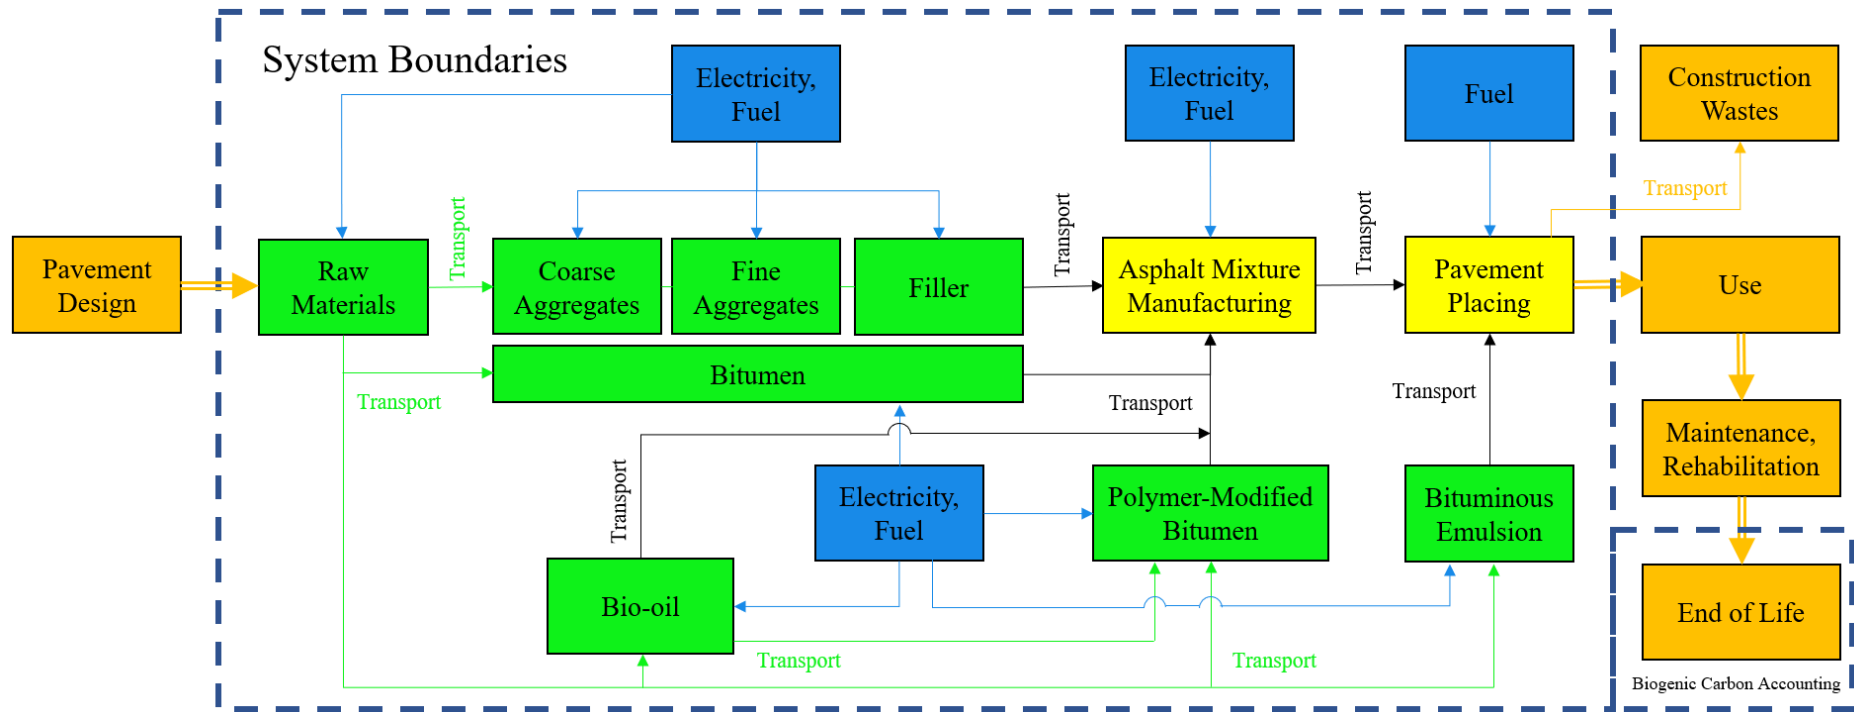 System Boundaries
Electricity,
Fuel
Electricity,
Fuel
Fuel
Construction
Wastes
Transport
Pavement
Design
Raw
Materials
Transport
Coarse
Aggregates
Fine
Aggregates
Filler
Transport
Asphalt Mixture
Manufacturing
Transport
Pavement
Placing
Use
Bitumen
Transport
Transport
Transport
Maintenance,
Rehabilitation
Transport
Electricity,
Fuel
Polymer-Modified
Bitumen
Bituminous
Emulsion
Bio-oil
End of Life
Transport
Transport
Biogenic Carbon Accounting